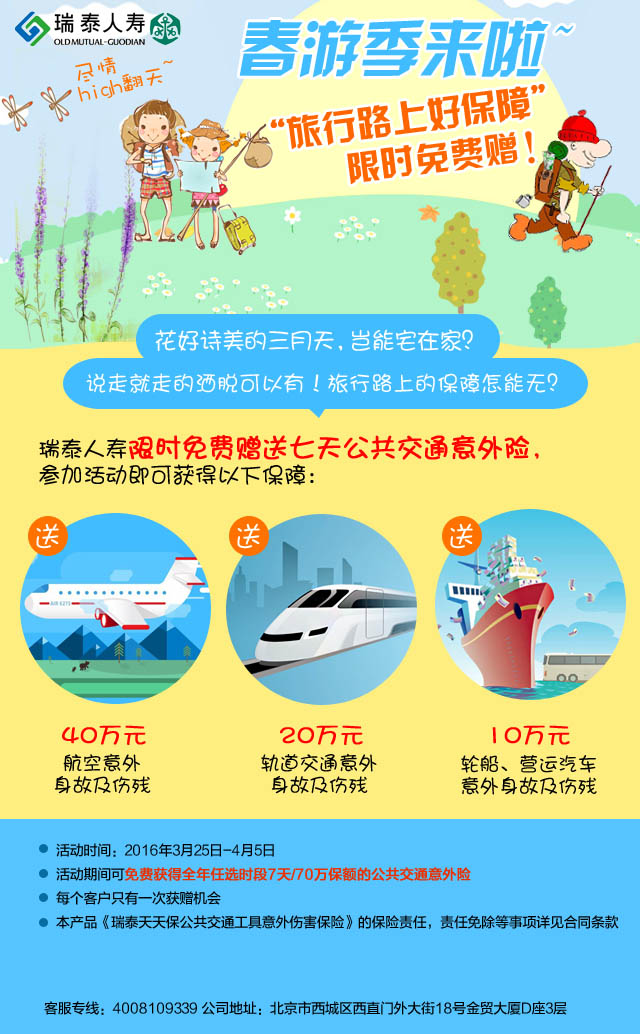 瑞泰人寿
OLDMUTUAL-GUODIAN
春游季来啦~
尽情
high翻天~
“旅行路上好保障”
限时免费赠！
花好诗美的三月天，岂能宅在家？
说走就走的洒脱可以有！旅行路上的保障怎能无？
瑞泰人寿限时免费赠送七天公共交通意外险，
参加活动即可获得以下保障：
送
送
送
AIR 627S
40万元
航空意外
身故及伤残
20万元
轨道交通意外
身故及伤残
10万元
轮船、营运汽车
意外身故及伤残
活动时间：2016年3月25日-4月5日
活动期间可免费获得全年任选时段7天/70万保额的公共交通意外险
每个客户只有一次获赠机会
本产品《瑞泰天天保公共交通工具意外伤害保险》的保险责任，责任免除等事项详见合同条款
客服专线：4008109339 公司地址：北京市西城区西直门外大街18号金贸大厦D座3层